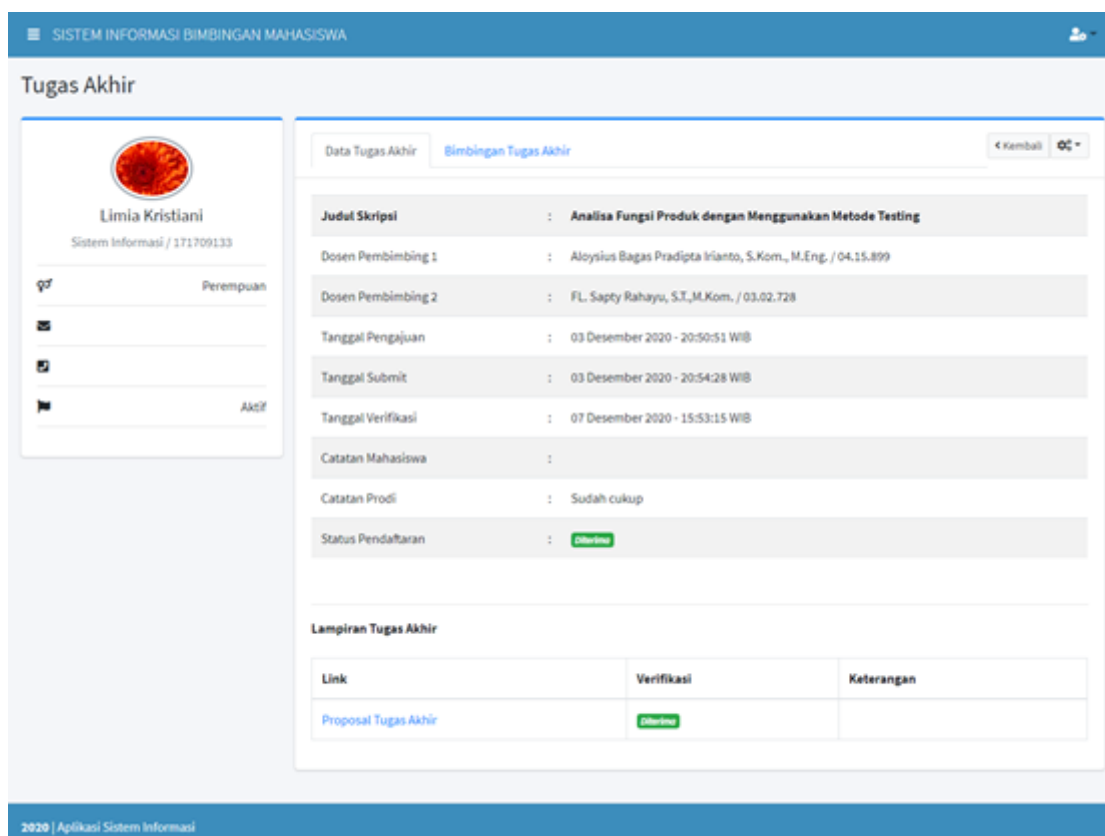 SISTEM INFORMASI BIMBINGAN MAHASISWA
Tugas Akhir
Limia Kristiani
Sistem Informasi / 171709133
Perempuan
Aktif
Data Tugas Akhir Bimbingan Tugas Akhir Kembali
Judul Skripsi : Analisa Fungsi Produk dengan Menggunakan Metode Testing
Dosen Pembimbing 1 : Aloysius Bagas Pradipta Irianto, S.Kom., M.Eng. / 04.15.899
Dosen Pembimbing 2 : FL. Sapty Rahayu, S.T.,M.Kom. / 03.02.728
Tanggal Pengajuan : 03 Desember 2020 - 20:50:51 WIB
Tanggal Submit : 03 Desember 2020 - 20:54:28 WIB
Tanggal Verifikasi : 07 Desember 2020 - 15:53:15 WIB
Catatan Mahasiswa :
Catatan Prodi : Sudah cukup
Status Pendaftaran : Diterima
Lampiran Tugas Akhir
Link Verifikasi Keterangan
Proposal Tugas Akhir Diterima
2020 | Aplikasi Sistem Informasi